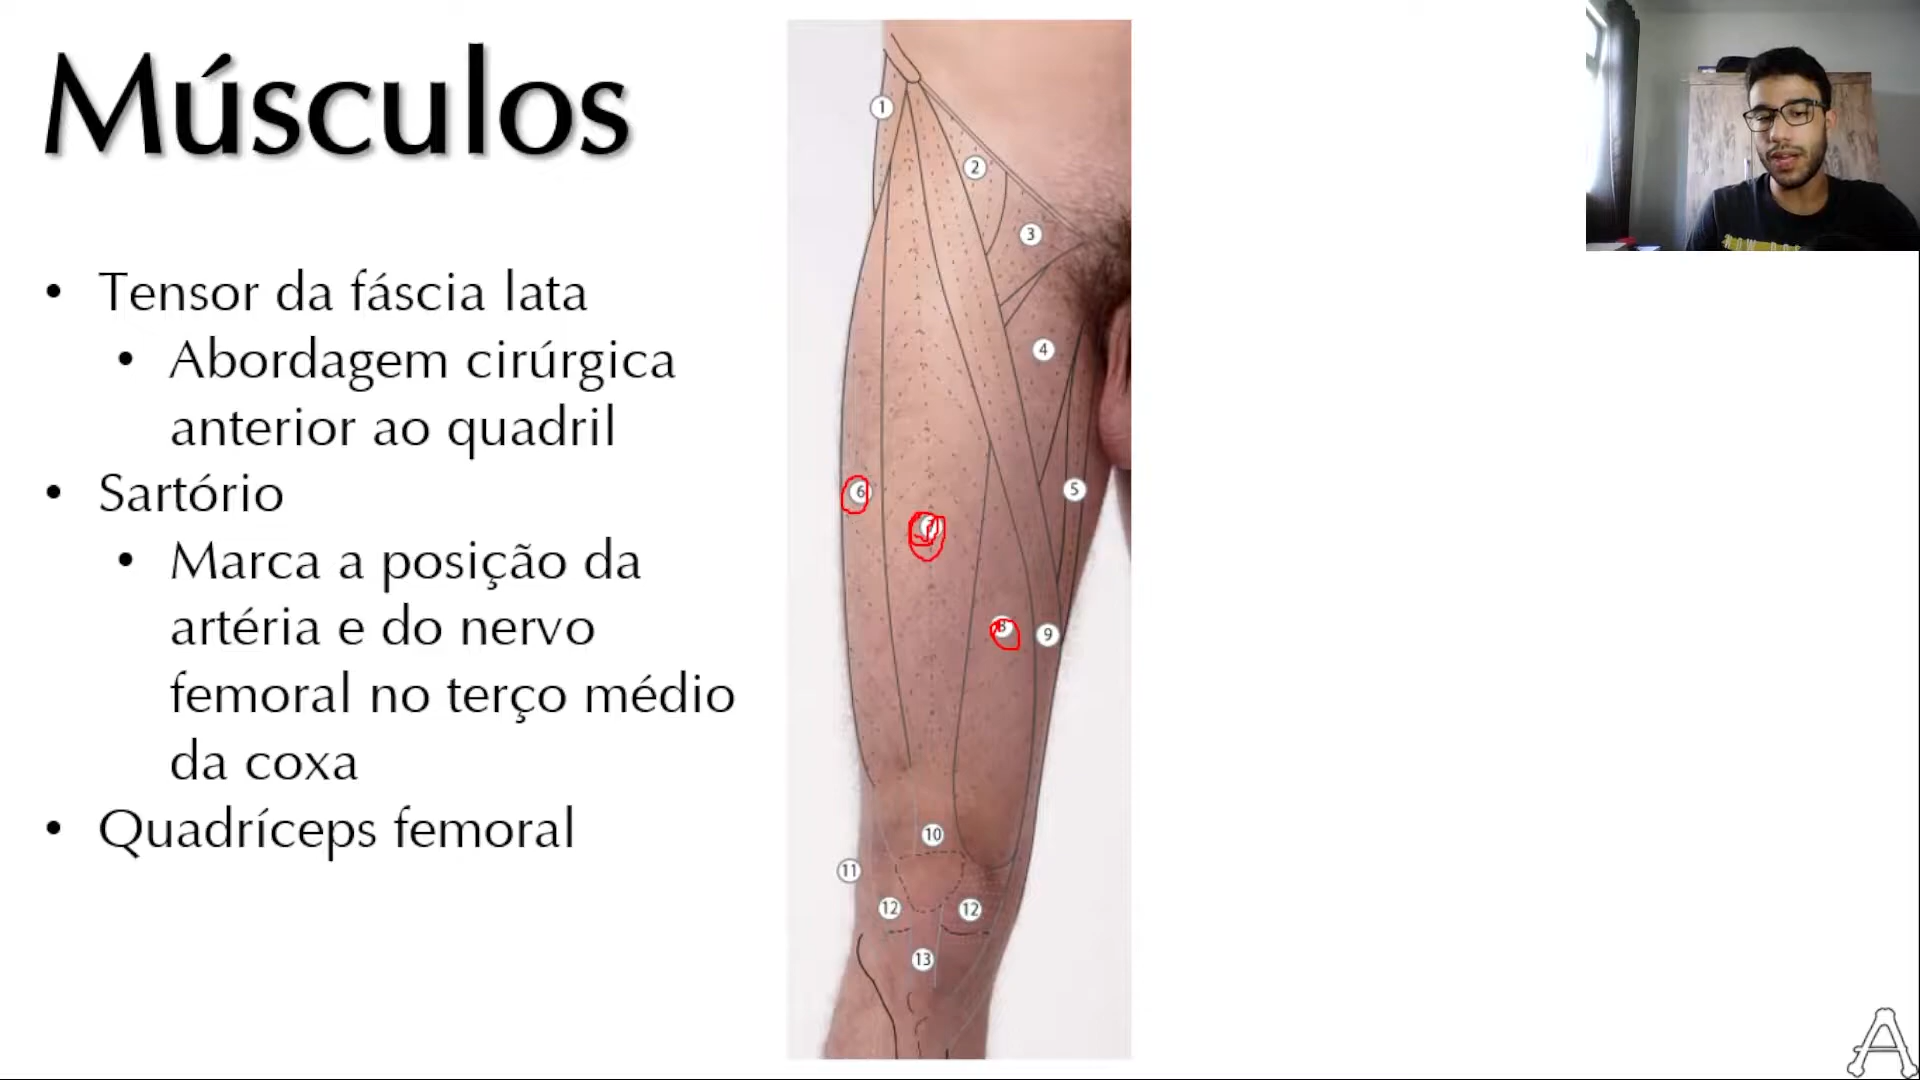 Músculos
• Tensor da fáscia lata
• Abordagem cirúrgica
anterior ao quadril
• Sartório
• Marca a posição da
artéria e do nervo
femoral no terço médio
da coxa
• Quadríceps femoral
1
2
3
4
5
6
8
9
10
11
12
12
13
A